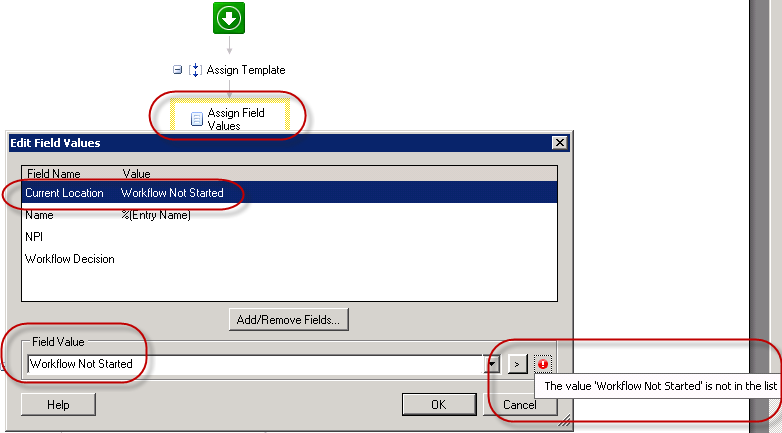 Assign Template
Assign Field
Values
Edit Field Values
Field Name Value
Current Location Workflow Not Started
Name %(Entry Name)
NPI
Workflow Decision
Add/Remove Fields...
Field Value
Workflow Not Started
>
The value 'Workflow Not Started' is not in the list
Help OK Cancel